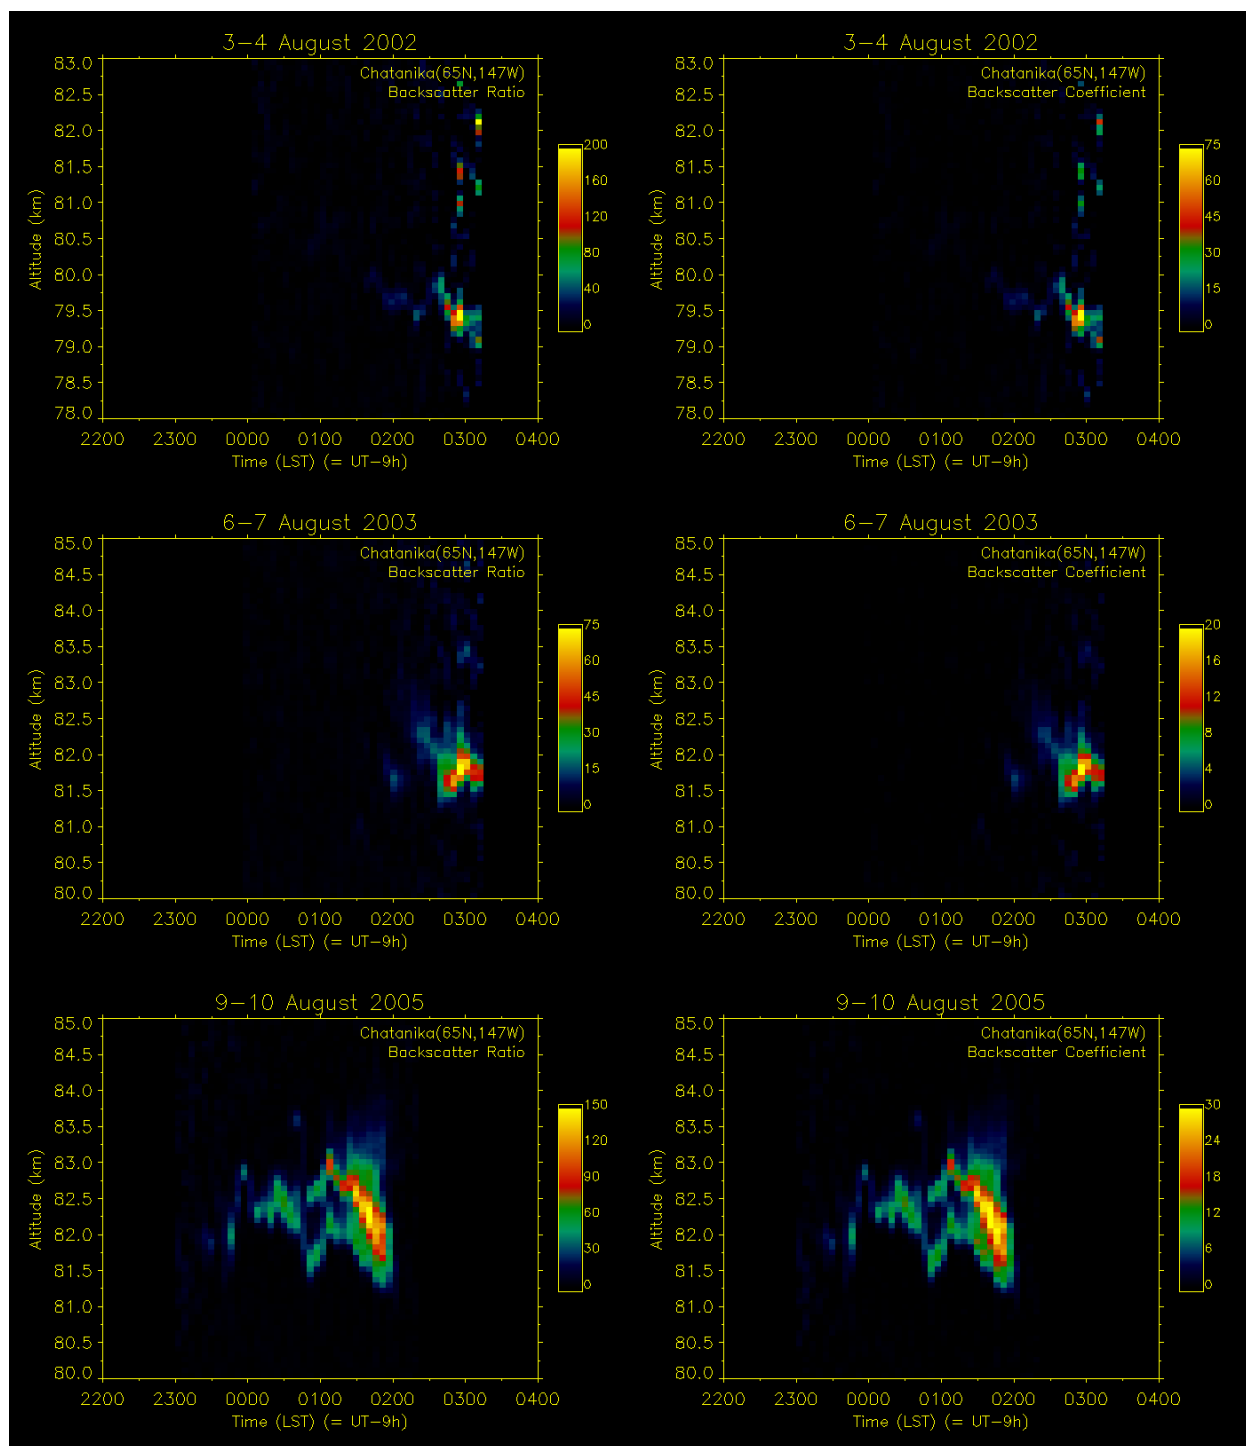 3-4 August 2002
Chatanika(65N,147W)
Backscatter Ratio
Altitude (km)
83.0
82.5
82.0
81.5
81.0
80.5
80.0
79.5
79.0
78.5
78.0
2200 2300 0000 0100 0200 0300 0400
Time (LST) (= UT-9h)
200
160
120
80
40
0
3-4 August 2002
Chatanika(65N,147W)
Backscatter Coefficient
Altitude (km)
83.0
82.5
82.0
81.5
81.0
80.5
80.0
79.5
79.0
78.5
78.0
2200 2300 0000 0100 0200 0300 0400
Time (LST) (= UT-9h)
75
60
45
30
15
0
6-7 August 2003
Chatanika(65N,147W)
Backscatter Ratio
Altitude (km)
85.0
84.5
84.0
83.5
83.0
82.5
82.0
81.5
81.0
80.5
80.0
2200 2300 0000 0100 0200 0300 0400
Time (LST) (= UT-9h)
75
60
45
30
15
0
6-7 August 2003
Chatanika(65N,147W)
Backscatter Coefficient
Altitude (km)
85.0
84.5
84.0
83.5
83.0
82.5
82.0
81.5
81.0
80.5
80.0
2200 2300 0000 0100 0200 0300 0400
Time (LST) (= UT-9h)
20
16
12
8
4
0
9-10 August 2005
Chatanika(65N,147W)
Backscatter Ratio
Altitude (km)
85.0
84.5
84.0
83.5
83.0
82.5
82.0
81.5
81.0
80.5
80.0
2200 2300 0000 0100 0200 0300 0400
Time (LST) (= UT-9h)
150
120
90
60
30
0
9-10 August 2005
Chatanika(65N,147W)
Backscatter Coefficient
Altitude (km)
85.0
84.5
84.0
83.5
83.0
82.5
82.0
81.5
81.0
80.5
80.0
2200 2300 0000 0100 0200 0300 0400
Time (LST) (= UT-9h)
30
24
18
12
6
0